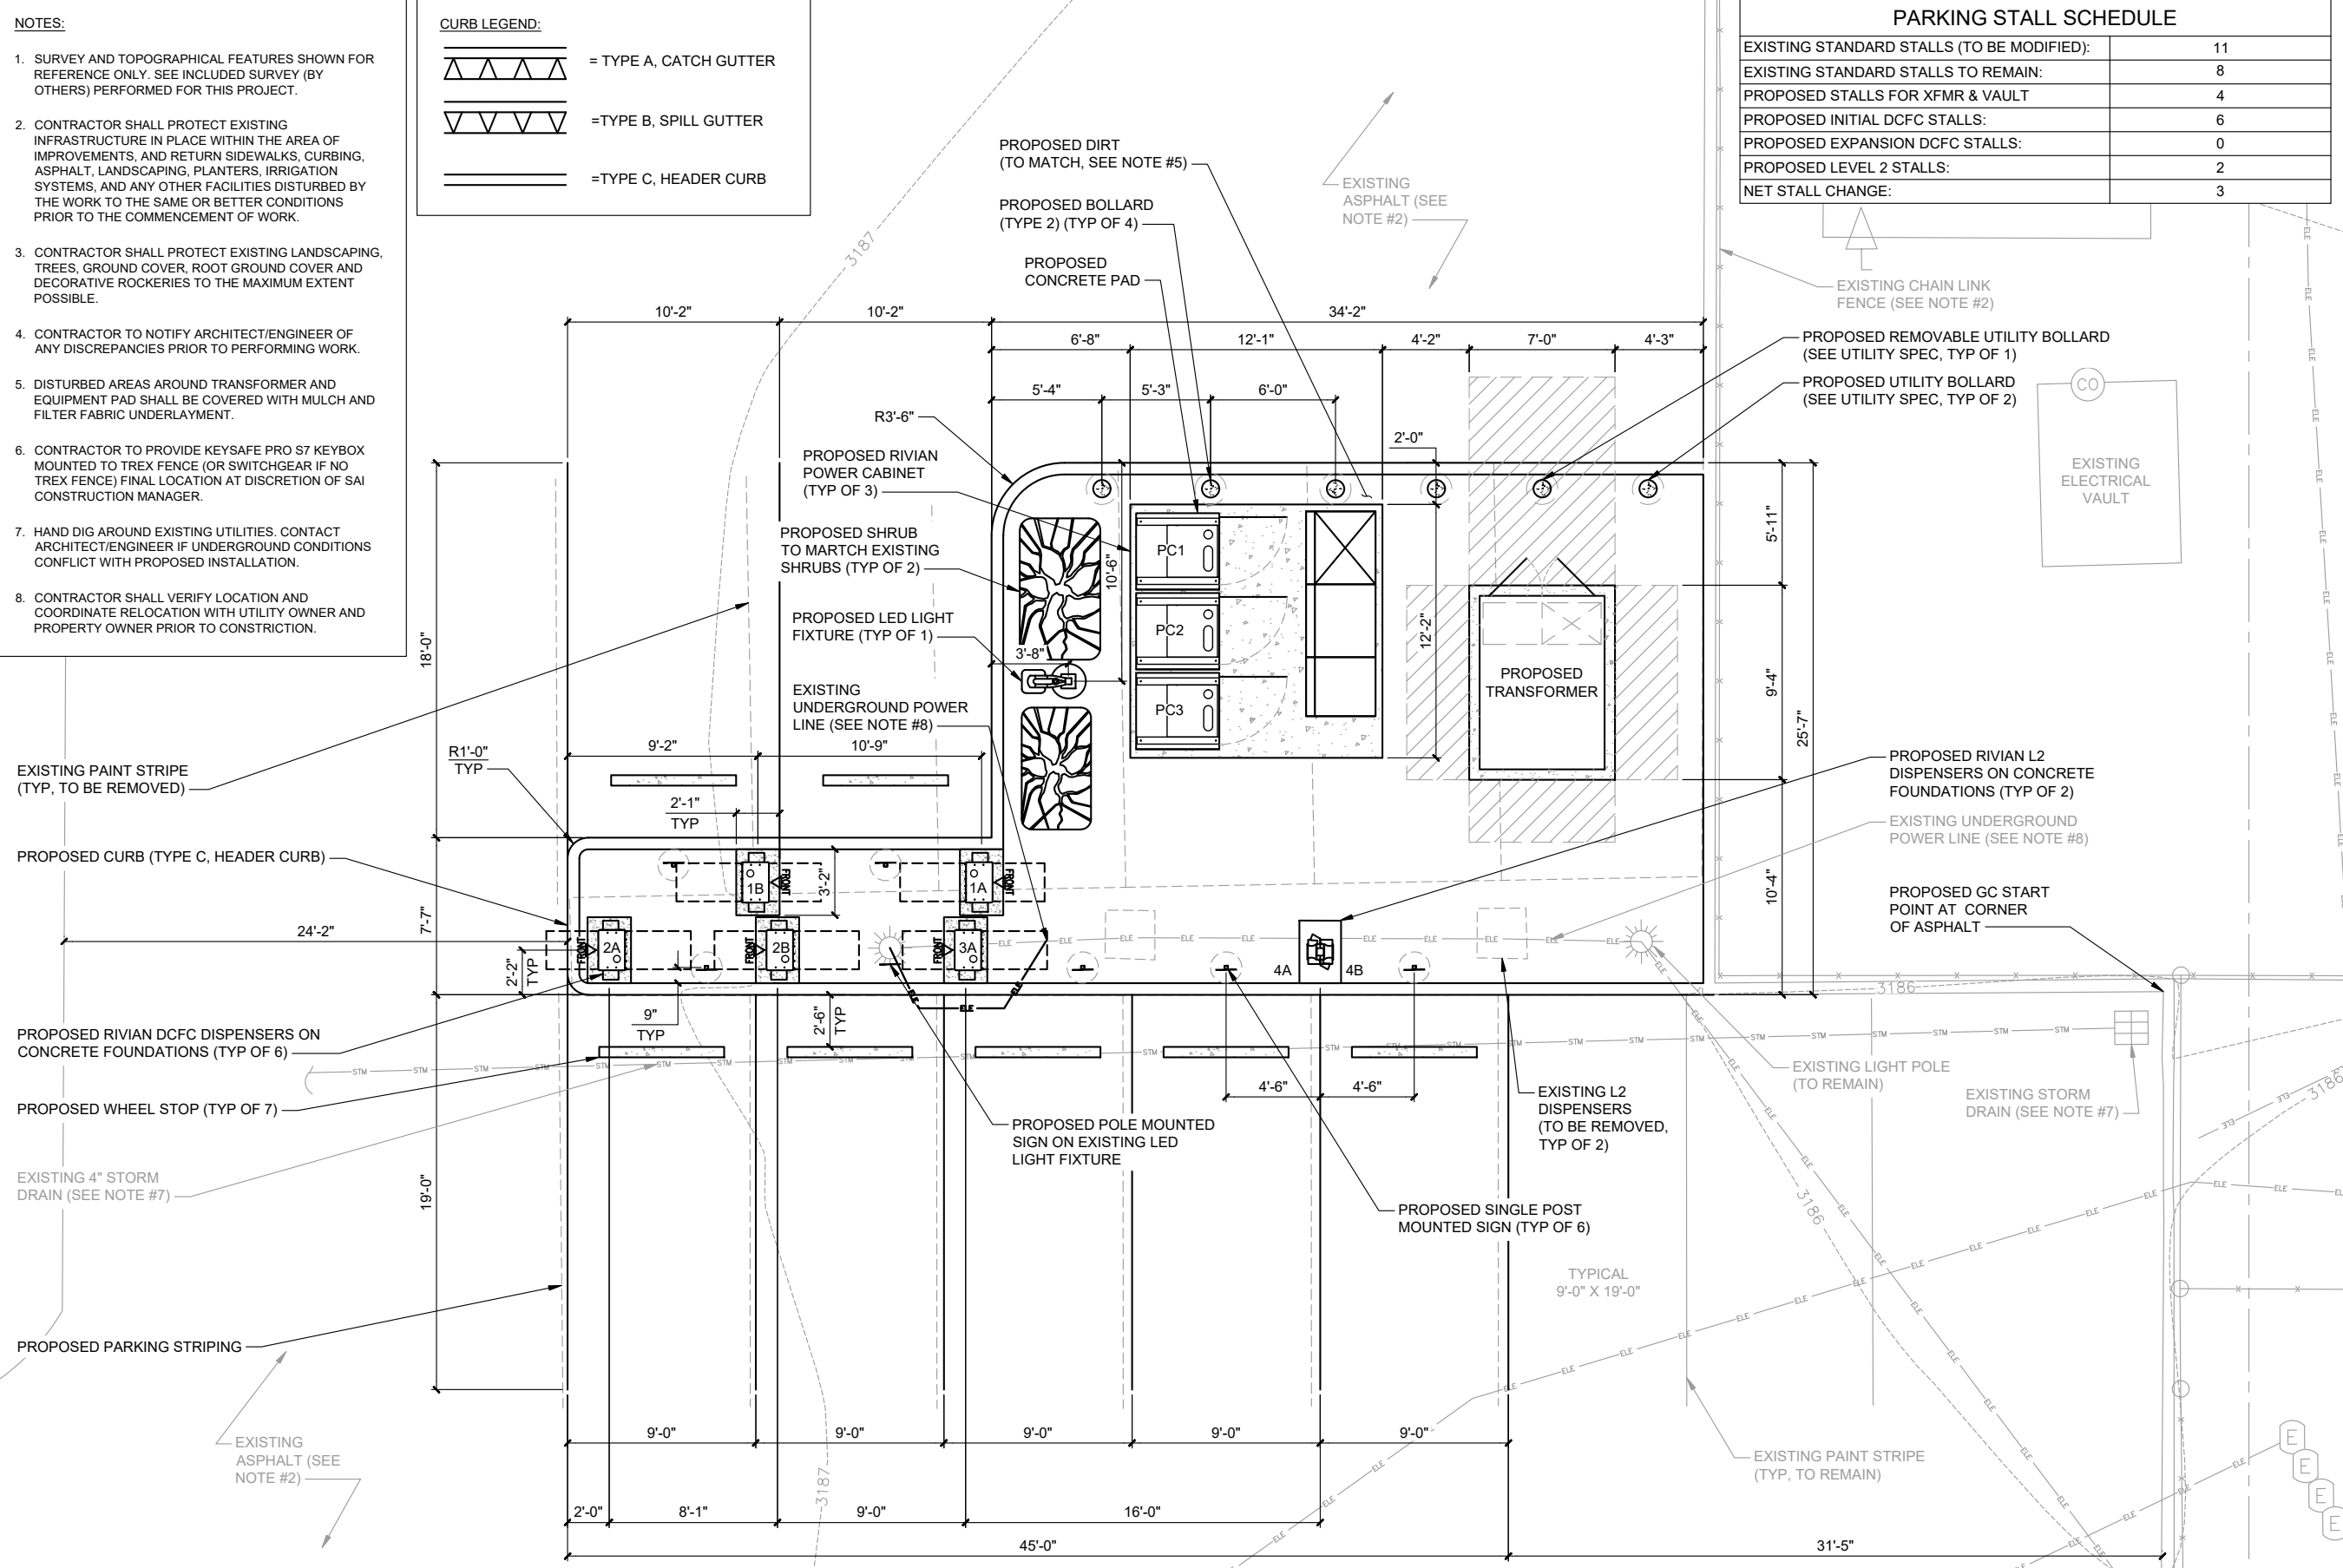 NOTES:
1. SURVEY AND TOPOGRAPHICAL FEATURES SHOWN FOR
REFERENCE ONLY. SEE INCLUDED SURVEY (BY
OTHERS) PERFORMED FOR THIS PROJECT.
2. CONTRACTOR SHALL PROTECT EXISTING
INFRASTRUCTURE IN PLACE WITHIN THE AREA OF
IMPROVEMENTS, AND RETURN SIDEWALKS, CURBING,
ASPHALT, LANDSCAPING, PLANTERS, IRRIGATION
SYSTEMS, AND ANY OTHER FACILITIES DISTURBED BY
THE WORK TO THE SAME OR BETTER CONDITIONS
PRIOR TO THE COMMENCEMENT OF WORK.
3. CONTRACTOR SHALL PROTECT EXISTING LANDSCAPING,
TREES, GROUND COVER, ROOT GROUND COVER AND
DECORATIVE ROCKERIES TO THE MAXIMUM EXTENT
POSSIBLE.
4. CONTRACTOR TO NOTIFY ARCHITECT/ENGINEER OF
ANY DISCREPANCIES PRIOR TO PERFORMING WORK.
5. DISTURBED AREAS AROUND TRANSFORMER AND
EQUIPMENT PAD SHALL BE COVERED WITH MULCH AND
FILTER FABRIC UNDERLAYMENT.
6. CONTRACTOR TO PROVIDE KEYSAFE PRO S7 KEYBOX
MOUNTED TO TREX FENCE (OR SWITCHGEAR IF NO
TREX FENCE) FINAL LOCATION AT DISCRETION OF SAI
CONSTRUCTION MANAGER.
7. HAND DIG AROUND EXISTING UTILITIES. CONTACT
ARCHITECT/ENGINEER IF UNDERGROUND CONDITIONS
CONFLICT WITH PROPOSED INSTALLATION.
8. CONTRACTOR SHALL VERIFY LOCATION AND
COORDINATE RELOCATION WITH UTILITY OWNER AND
PROPERTY OWNER PRIOR TO CONSTRICTION.
CURB LEGEND:
= TYPE A, CATCH GUTTER
=TYPE B, SPILL GUTTER
=TYPE C, HEADER CURB
PARKING STALL SCHEDULE
EXISTING STANDARD STALLS (TO BE MODIFIED): 11
EXISTING STANDARD STALLS TO REMAIN: 8
PROPOSED STALLS FOR XFMR & VAULT 4
PROPOSED INITIAL DCFC STALLS: 6
PROPOSED EXPANSION DCFC STALLS: 0
PROPOSED LEVEL 2 STALLS: 2
NET STALL CHANGE: 3
PROPOSED DIRT
(TO MATCH, SEE NOTE #5)
PROPOSED BOLLARD
(TYPE 2) (TYP OF 4)
PROPOSED
CONCRETE PAD
EXISTING
ASPHALT (SEE
NOTE #2)
3187
EXISTING CHAIN LINK
FENCE (SEE NOTE #2)
PROPOSED REMOVABLE UTILITY BOLLARD
(SEE UTILITY SPEC, TYP OF 1)
PROPOSED UTILITY BOLLARD
(SEE UTILITY SPEC, TYP OF 2)
CO
EXISTING
ELECTRICAL
VAULT
10'-2"
10'-2"
34'-2"
6'-8"
12'-1"
4'-2"
7'-0"
4'-3"
5'-4"
5'-3"
6'-0"
2'-0"
R3'-6"
PROPOSED RIVIAN
POWER CABINET
(TYP OF 3)
PROPOSED SHRUB
TO MARTCH EXISTING
SHRUBS (TYP OF 2)
PROPOSED LED LIGHT
FIXTURE (TYP OF 1)
EXISTING
UNDERGROUND POWER
LINE (SEE NOTE #8)
3'-8"
10'-6"
PC1
PC2
PC3
12'-2"
PROPOSED
TRANSFORMER
5'-11"
9'-4"
25'-7"
10'-4"
18'-0"
7'-7"
19'-0"
EXISTING PAINT STRIPE
(TYP, TO BE REMOVED)
R1'-0"
TYP
9'-2"
10'-9"
2'-1"
TYP
3'-2"
PROPOSED CURB (TYPE C, HEADER CURB)
24'-2"
1B
FRONT
1A
FRONT
FRONT
2A
FRONT
2B
FRONT
3A
4A
4B
2'-2"
TYP
9"
TYP
2'-6"
TYP
PROPOSED RIVIAN L2
DISPENSERS ON CONCRETE
FOUNDATIONS (TYP OF 2)
EXISTING UNDERGROUND
POWER LINE (SEE NOTE #8)
PROPOSED GC START
POINT AT CORNER
OF ASPHALT
3186
PROPOSED RIVIAN DCFC DISPENSERS ON
CONCRETE FOUNDATIONS (TYP OF 6)
PROPOSED WHEEL STOP (TYP OF 7)
EXISTING 4" STORM
DRAIN (SEE NOTE #7)
STM STM STM STM STM STM STM STM STM STM STM STM
ELE ELE ELE ELE ELE ELE ELE
4'-6"
4'-6"
PROPOSED POLE MOUNTED
SIGN ON EXISTING LED
LIGHT FIXTURE
EXISTING L2
DISPENSERS
(TO BE REMOVED,
TYP OF 2)
EXISTING LIGHT POLE
(TO REMAIN)
EXISTING STORM
DRAIN (SEE NOTE #7)
3186
3186
PROPOSED SINGLE POST
MOUNTED SIGN (TYP OF 6)
TYPICAL
9'-0" X 19'-0"
PROPOSED PARKING STRIPING
EXISTING
ASPHALT (SEE
NOTE #2)
EXISTING PAINT STRIPE
(TYP, TO REMAIN)
3187
9'-0"
9'-0"
9'-0"
9'-0"
9'-0"
2'-0"
8'-1"
9'-0"
16'-0"
45'-0"
31'-5"
E
E
E
E